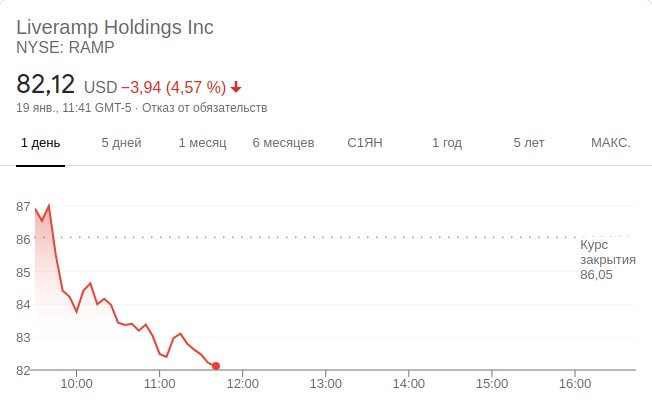 Liveramp Holdings Inc
NYSE: RAMP
82,12 USD −3,94 (4,57 %)
19 янв., 11:41 GMT-5 · Отказ от обязательств
1 день 5 дней 1 месяц 6 месяцев С1ЯН 1 год 5 лет МАКС.
87
86
Курс
закрытия
86,05
85
84
83
82
10:00 11:00 12:00 13:00 14:00 15:00 16:00